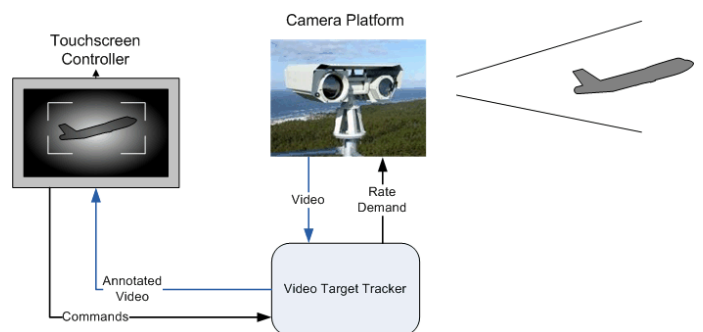 Camera Platform
Touchscreen
Controller
Video
Rate
Demand
Annotated
Video
Video Target Tracker
Commands